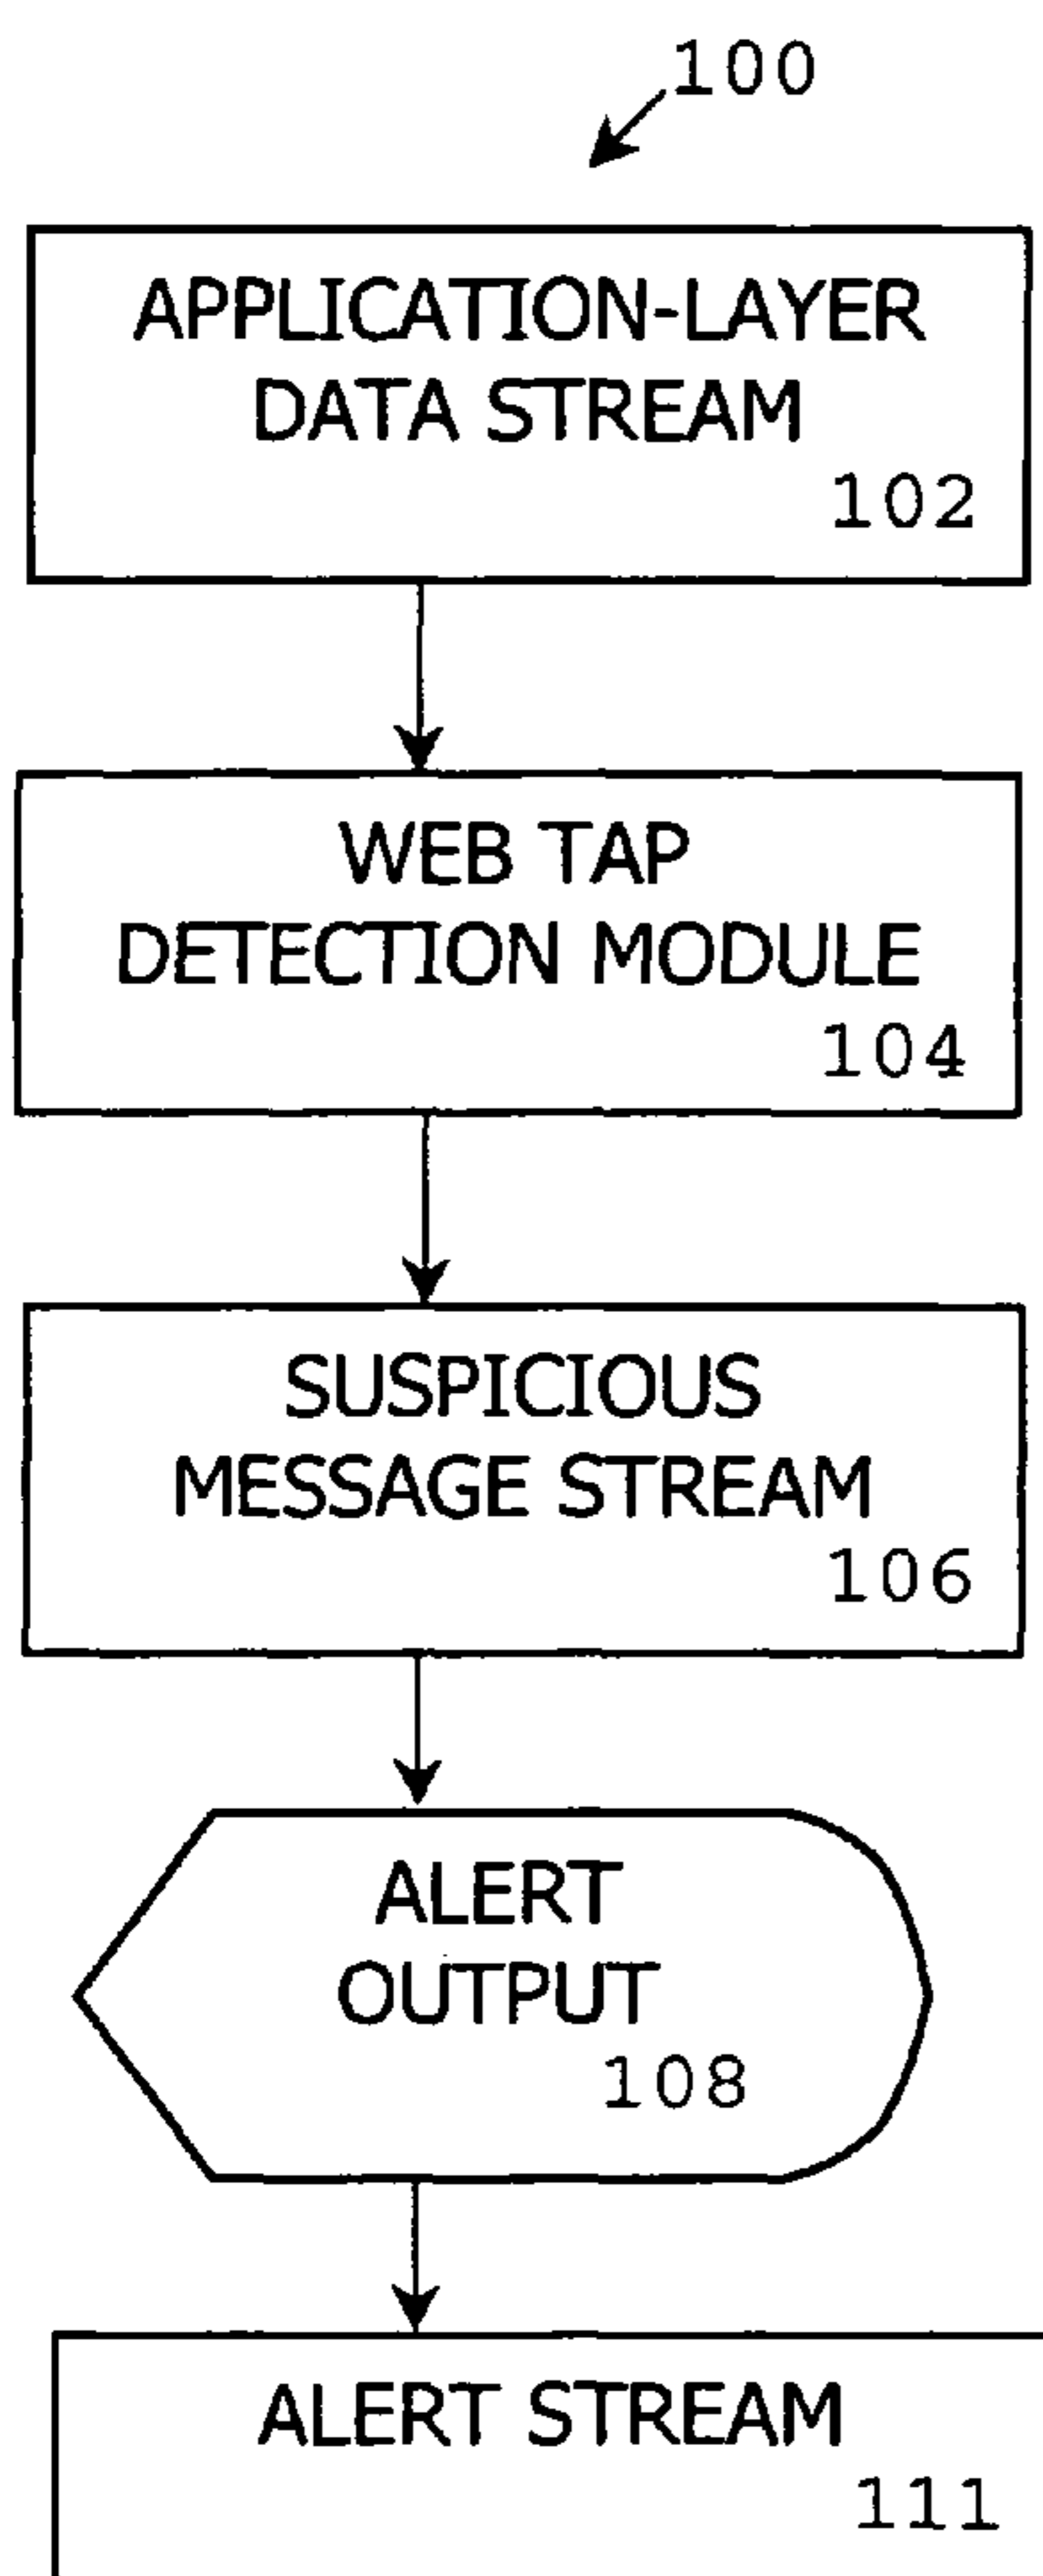 100
APPLICATION-LAYER
DATA STREAM
102
WEB TAP
DETECTION MODULE
104
SUSPICIOUS
MESSAGE STREAM
106
ALERT
OUTPUT
108
ALERT STREAM
111